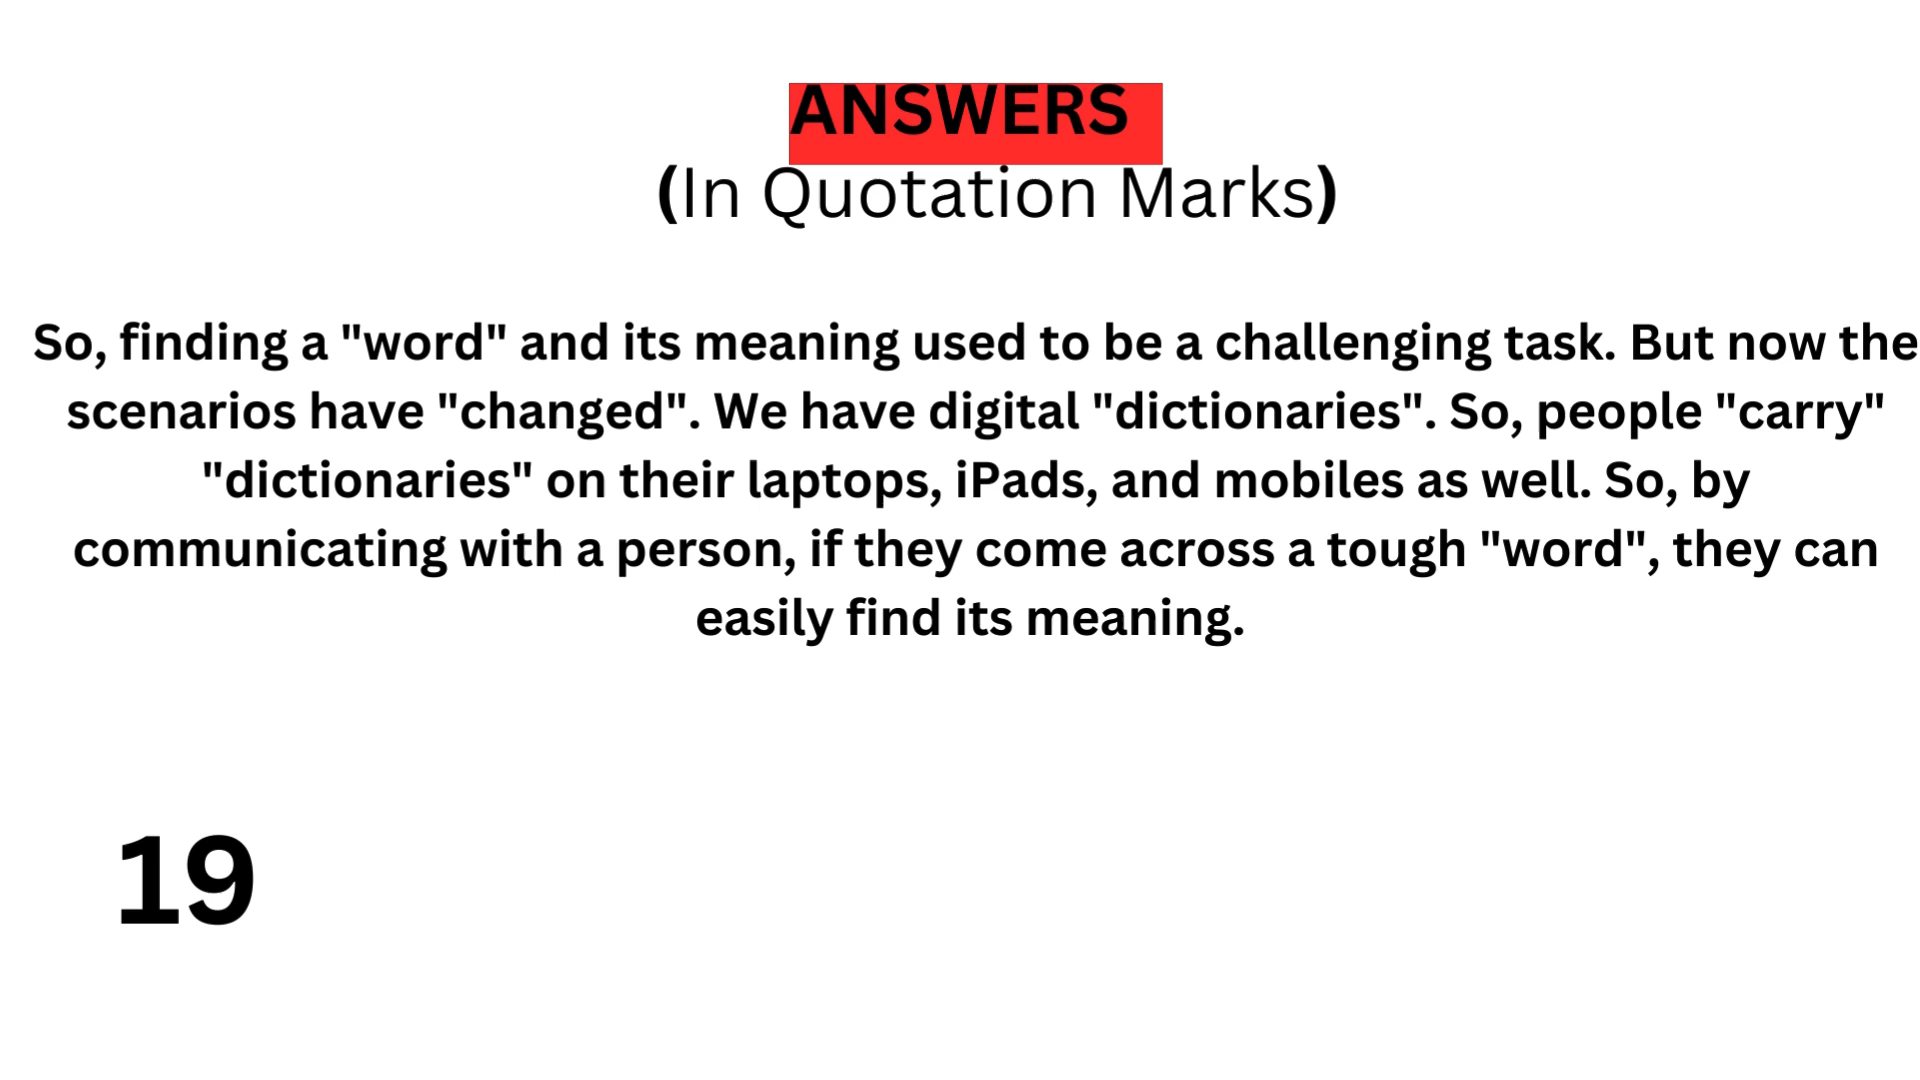 ANSWERS
(In Quotation Marks)
So, finding a "word" and its meaning used to be a challenging task. But now the
scenarios have "changed". We have digital "dictionaries". So, people "carry"
"dictionaries" on their laptops, iPads, and mobiles as well. So, by
communicating with a person, if they come across a tough "word", they can
easily find its meaning.
19